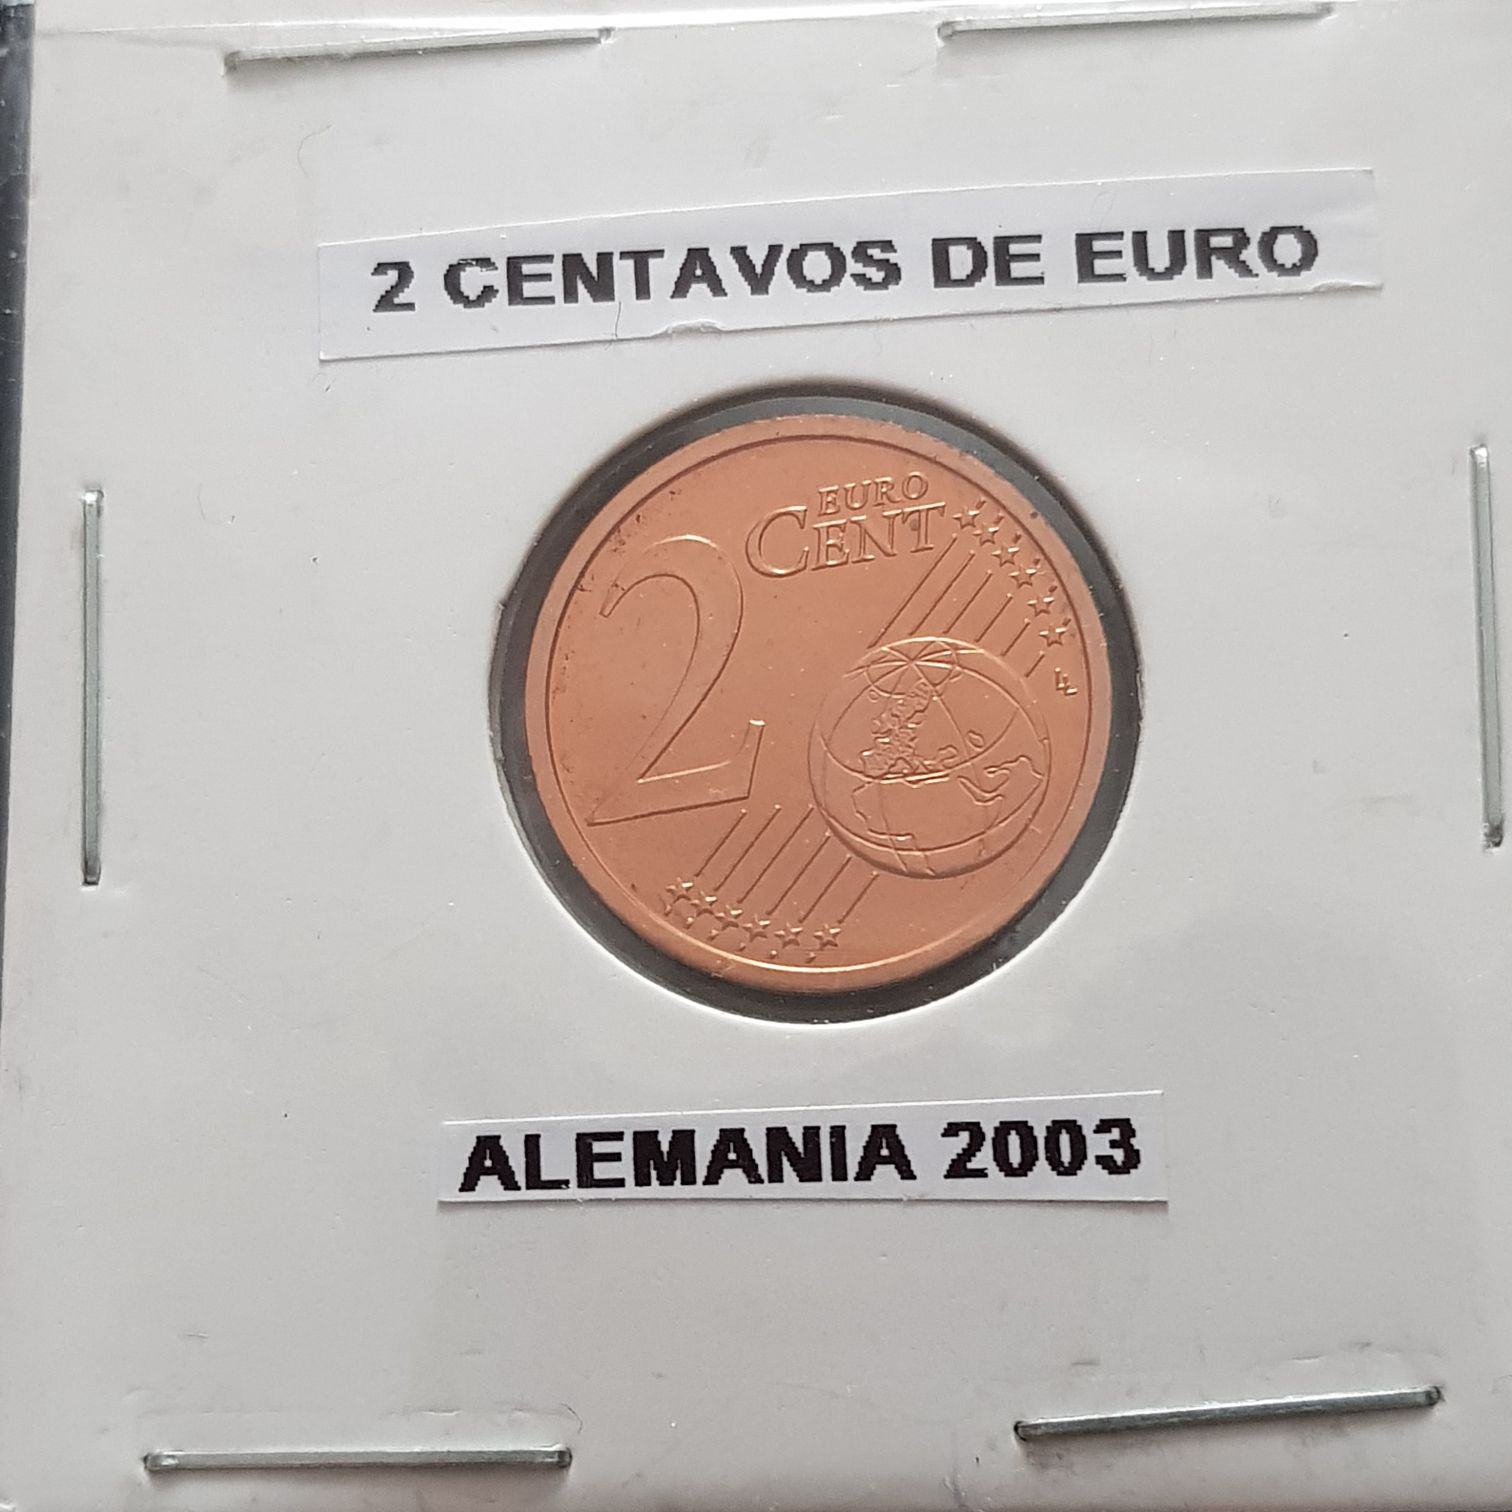 2 CENTAVOS DE EURO
2 EURO
CENT
ALEMANIA 2003